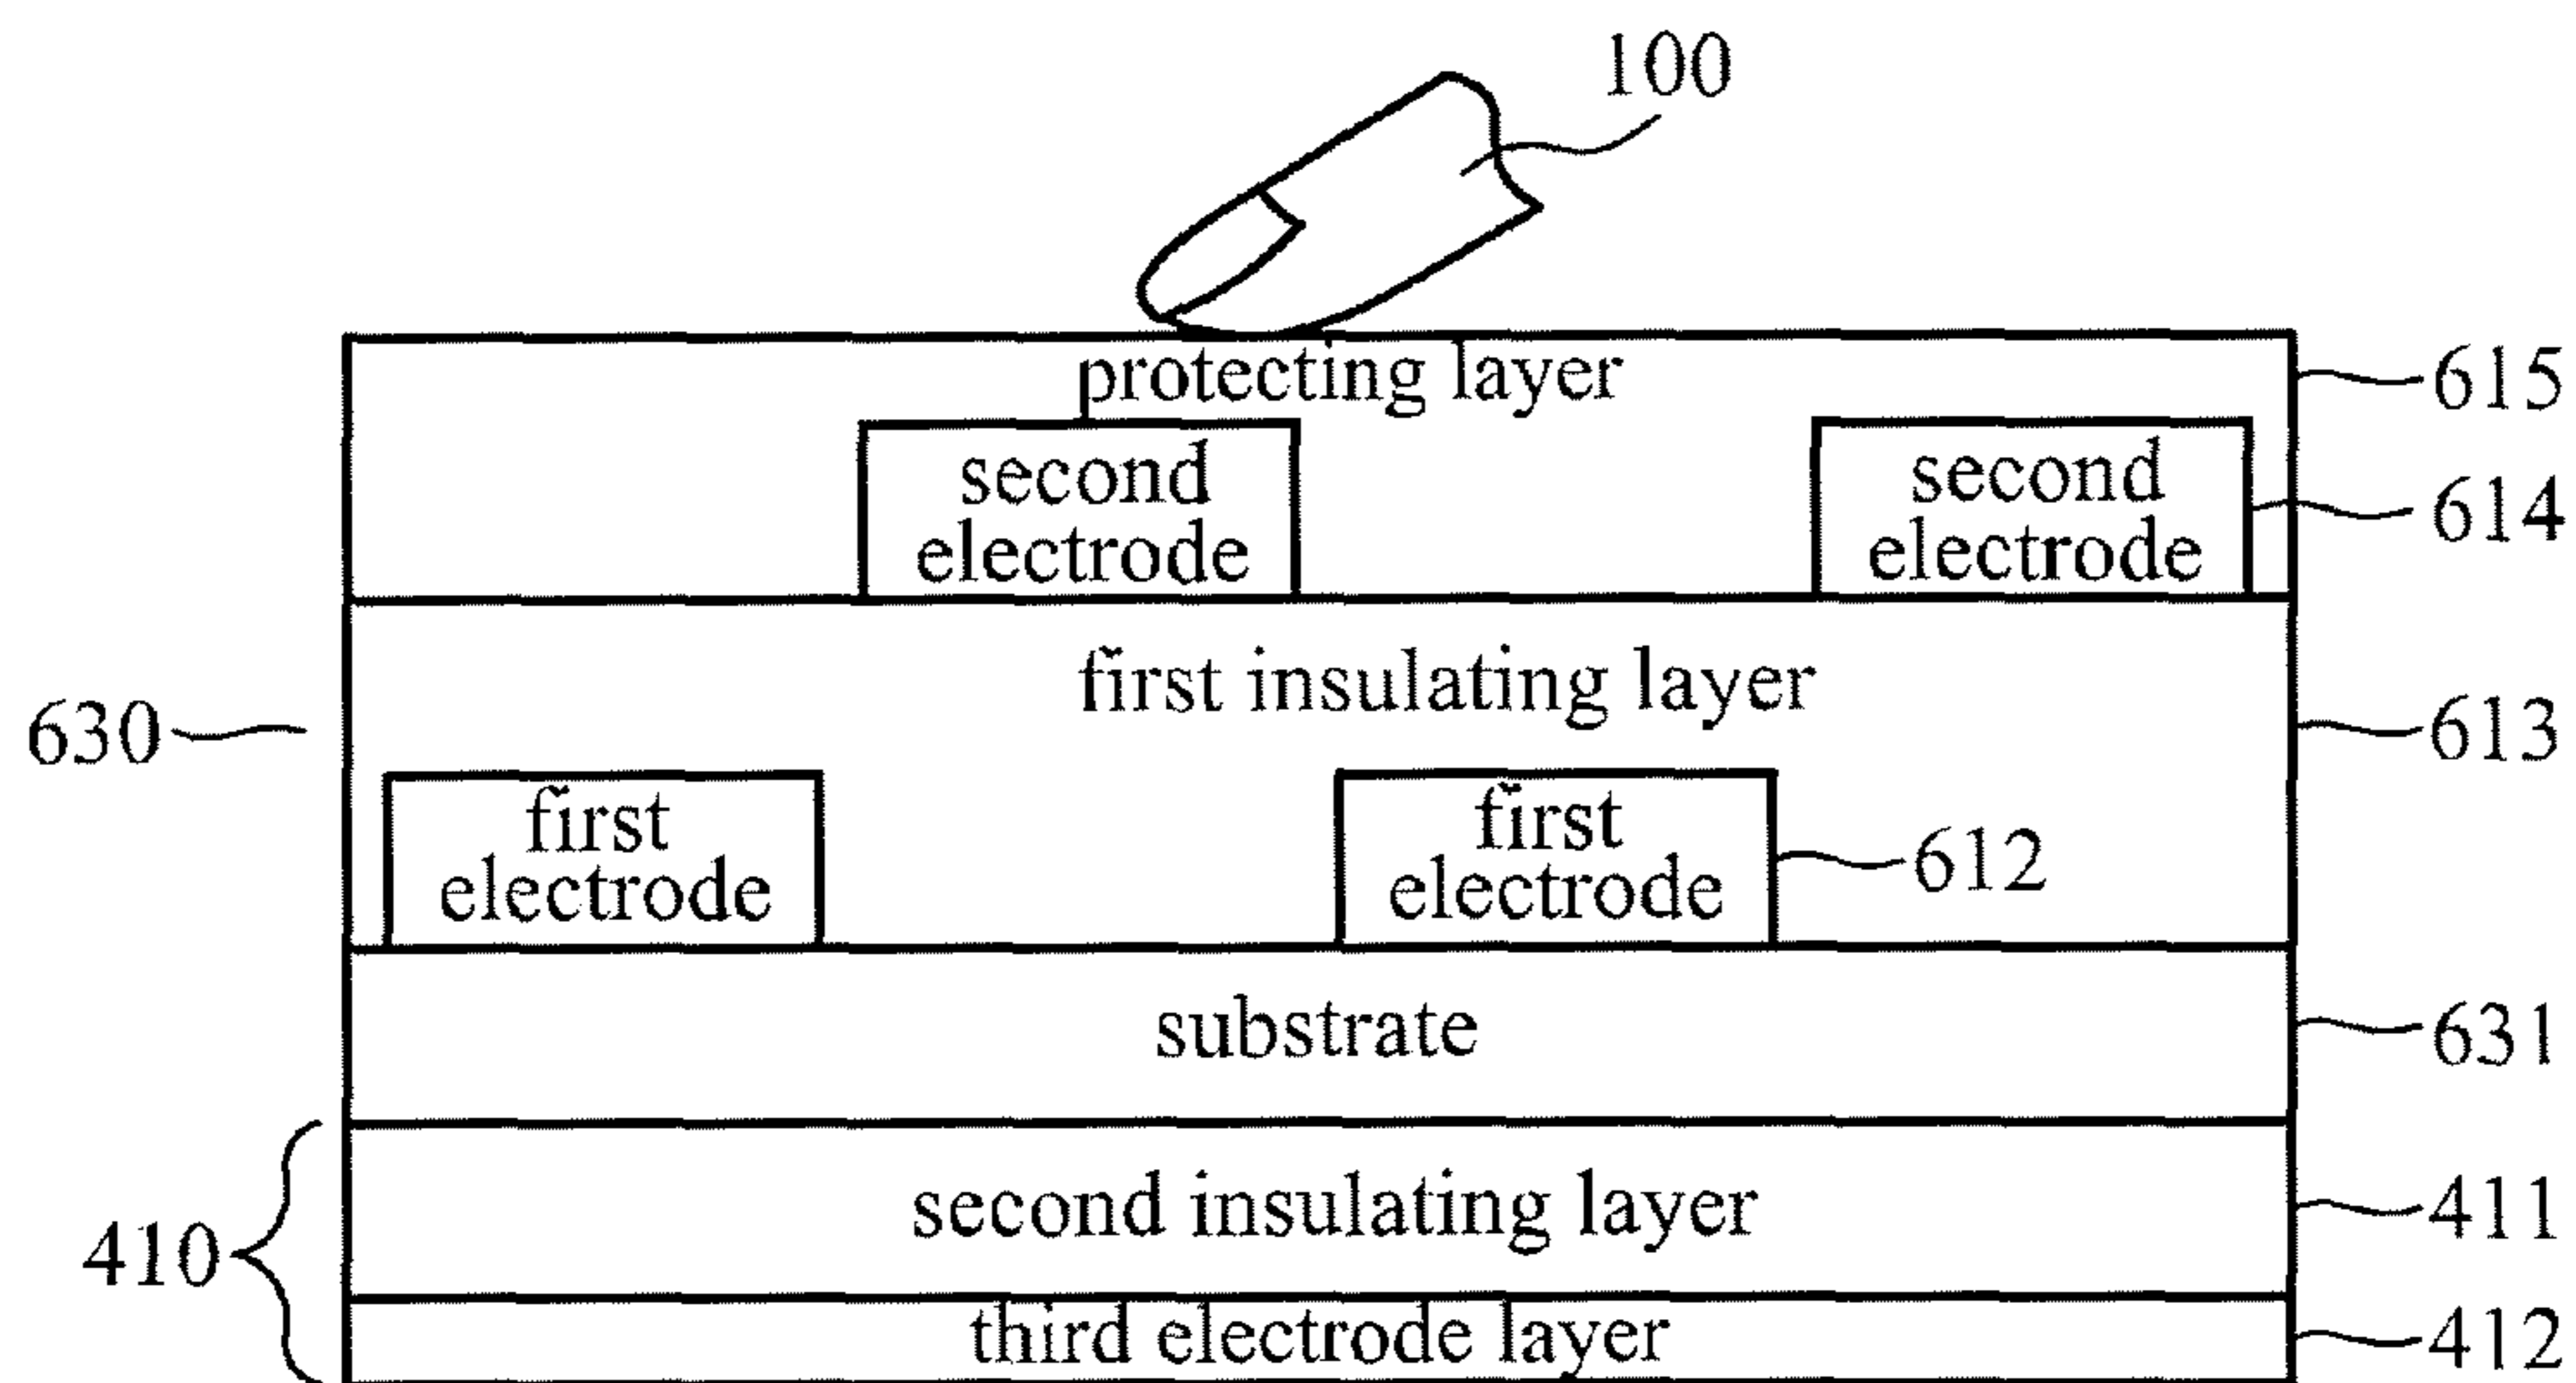 100
protecting layer
615
second
electrode
second
electrode
614
first insulating layer
630
613
first
electrode
first
electrode
612
substrate
631
second insulating layer
411
410
third electrode layer
412